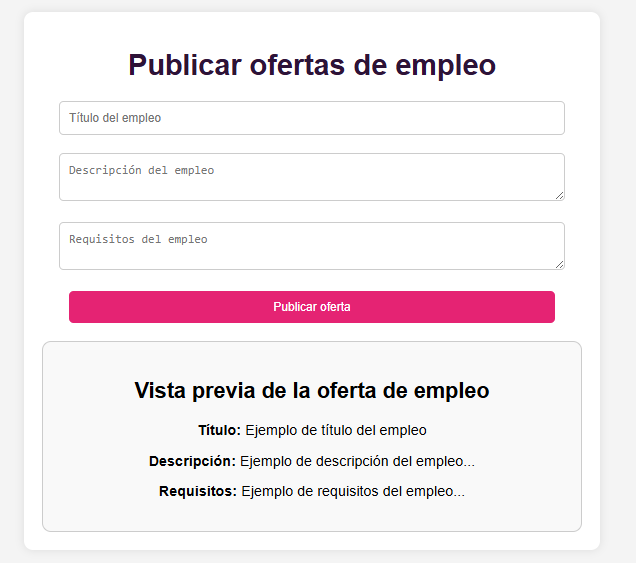 Publicar ofertas de empleo
Título del empleo
Descripción del empleo
Requisitos del empleo
Publicar oferta
Vista previa de la oferta de empleo
Título: Ejemplo de título del empleo
Descripción: Ejemplo de descripción del empleo...
Requisitos: Ejemplo de requisitos del empleo...